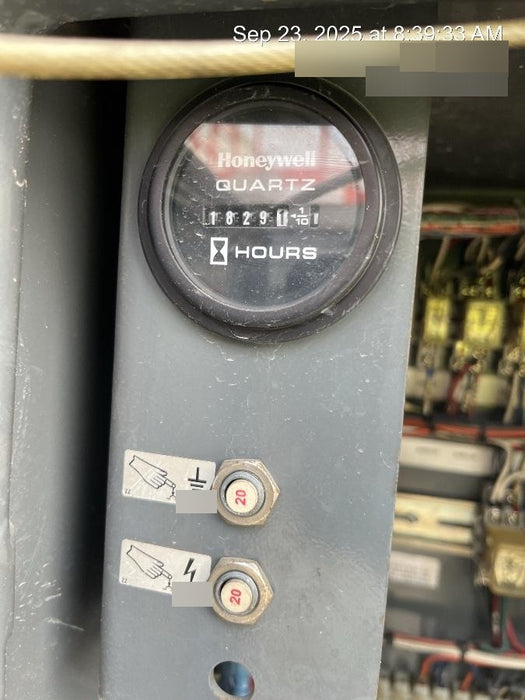 Sep 23, 2025 at 8:39:33 AM
Honeywell
QUARTZ
1829 1/10
HOURS
20
20